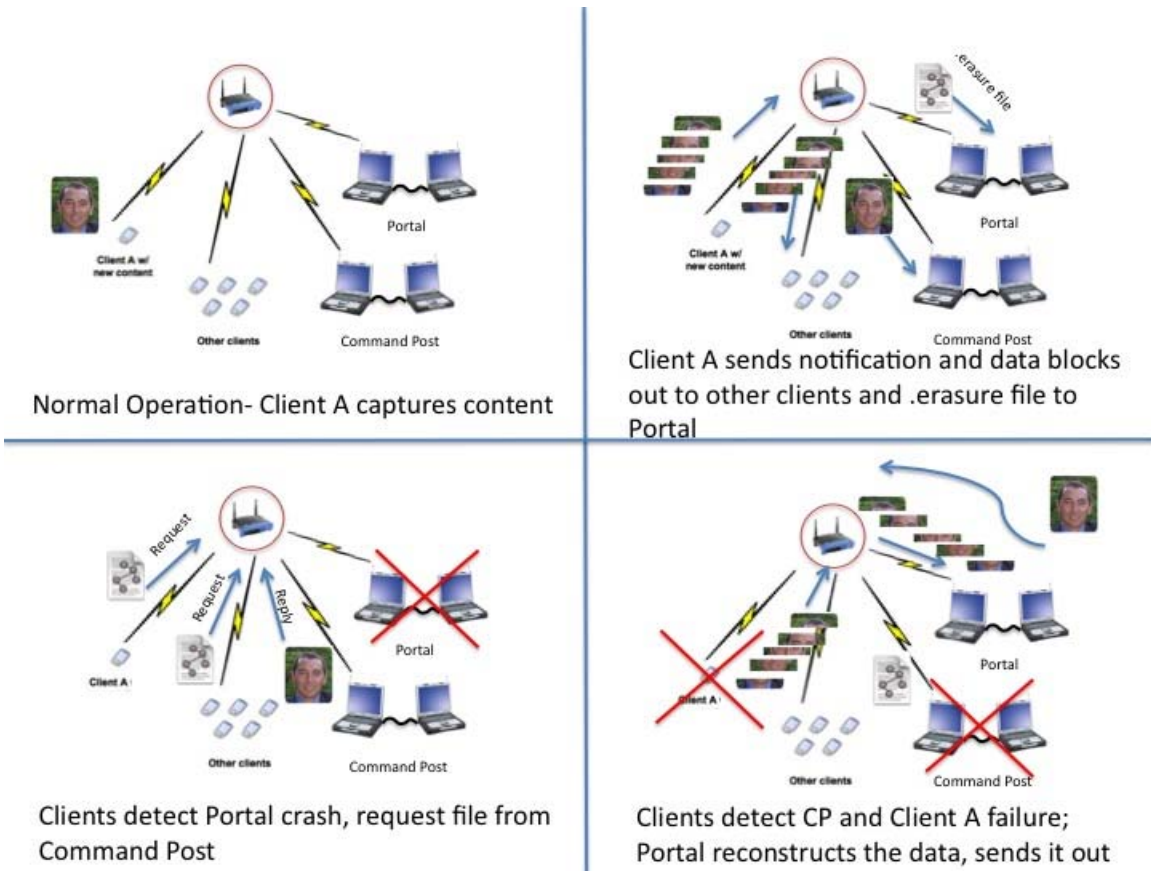 Portal
Client A w/
new content
Other clients
Command Post
Normal Operation- Client A captures content
.erasure file
Portal
Client A w/
new content
Other clients
Command Post
Client A sends notification and data blocks
out to other clients and .erasure file to
Portal
Request
Request
Reply
Portal
Client A
Other clients
Command Post
Clients detect Portal crash, request file from
Command Post
Portal
Client A
Other clients
Command Post
Clients detect CP and Client A failure;
Portal reconstructs the data, sends it out